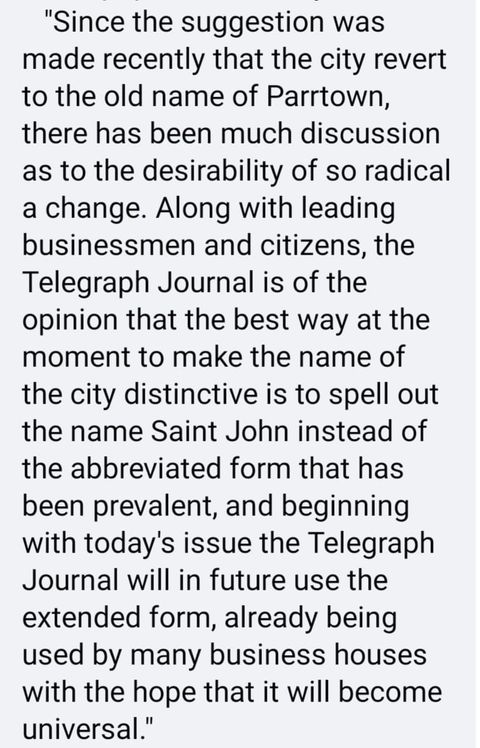 "Since the suggestion was
made recently that the city revert
to the old name of Parrtown,
there has been much discussion
as to the desirability of so radical
a change. Along with leading
businessmen and citizens, the
Telegraph Journal is of the
opinion that the best way at the
moment to make the name of
the city distinctive is to spell out
the name Saint John instead of
the abbreviated form that has
been prevalent, and beginning
with today's issue the Telegraph
Journal will in future use the
extended form, already being
used by many business houses
with the hope that it will become
universal."